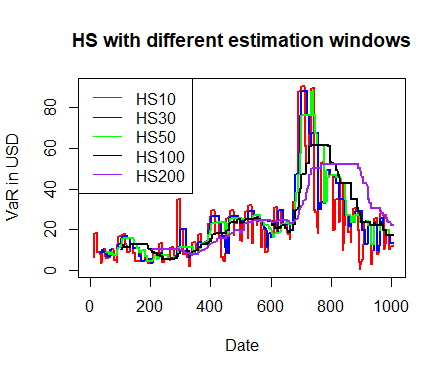 HS with different estimation windows
HS10
HS30
HS50
HS100
HS200
VaR in USD
80
60
40
20
0
0 200 400 600 800 1000
Date